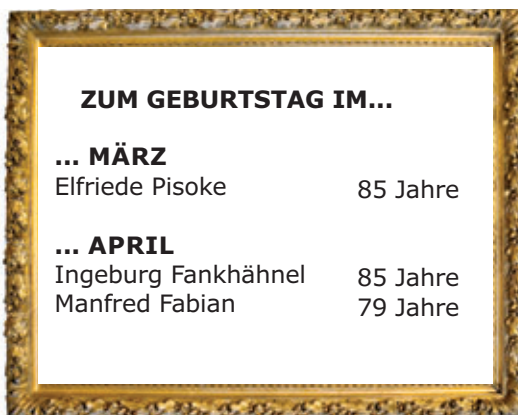 ZUM GEBURTSTAG IM...
... MÄRZ
Elfriede Pisoke 85 Jahre
... APRIL
Ingeburg Fankhähnel 85 Jahre
Manfred Fabian 79 Jahre